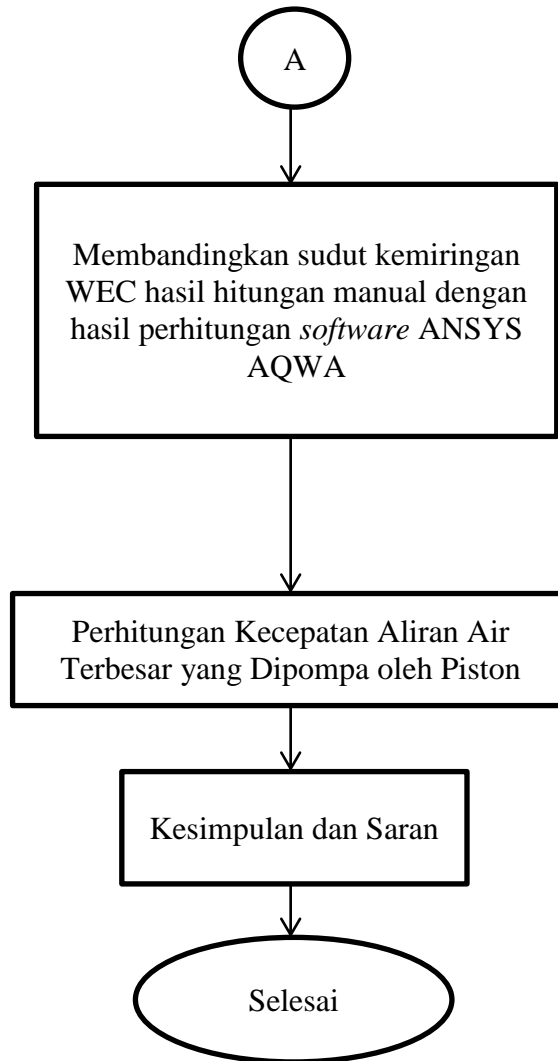 A
Membandingkan sudut kemiringan
WEC hasil hitungan manual dengan
hasil perhitungan software ANSYS
AQWA
Perhitungan Kecepatan Aliran Air
Terbesar yang Dipompa oleh Piston
Kesimpulan dan Saran
Selesai